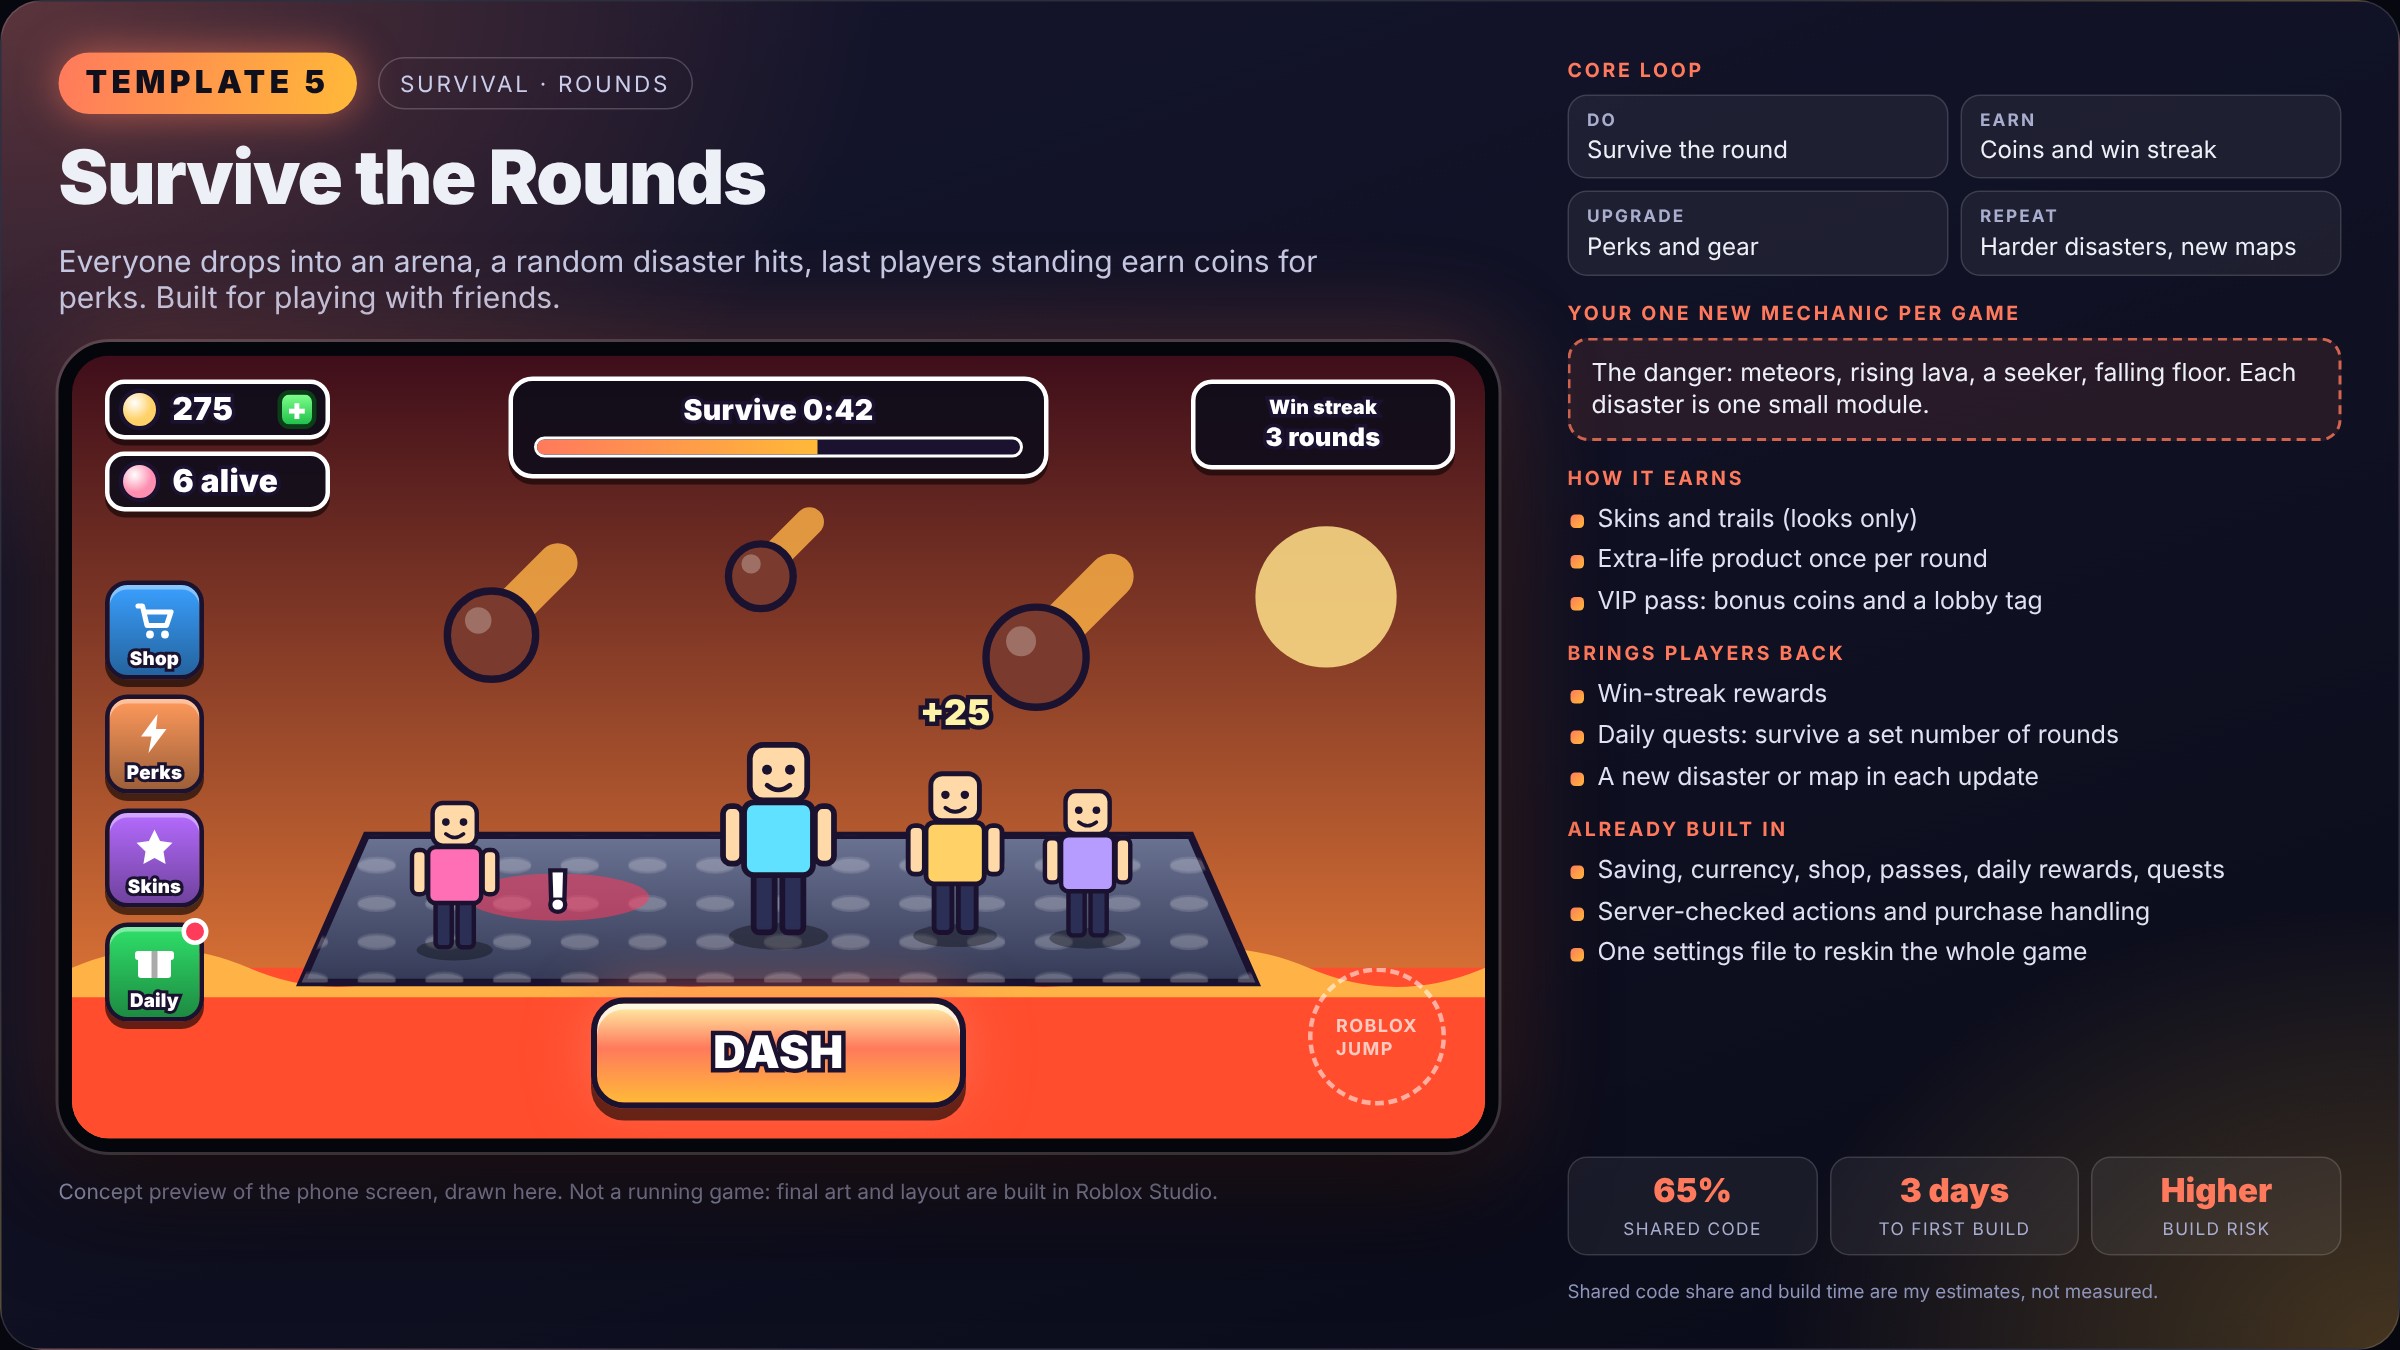 TEMPLATE 5
SURVIVAL · ROUNDS
Survive the Rounds
Everyone drops into an arena, a random disaster hits, last players standing earn coins for
perks. Built for playing with friends.
275
6 alive
Survive 0:42
Win streak
3 rounds
+25
!
Shop
Perks
Skins
Daily
DASH
ROBLOX
JUMP
Concept preview of the phone screen, drawn here. Not a running game: final art and layout are built in Roblox Studio.
CORE LOOP
DO
Survive the round
EARN
Coins and win streak
UPGRADE
Perks and gear
REPEAT
Harder disasters, new maps
YOUR ONE NEW MECHANIC PER GAME
The danger: meteors, rising lava, a seeker, falling floor. Each
disaster is one small module.
HOW IT EARNS
Skins and trails (looks only)
Extra-life product once per round
VIP pass: bonus coins and a lobby tag
BRINGS PLAYERS BACK
Win-streak rewards
Daily quests: survive a set number of rounds
A new disaster or map in each update
ALREADY BUILT IN
Saving, currency, shop, passes, daily rewards, quests
Server-checked actions and purchase handling
One settings file to reskin the whole game
65%
SHARED CODE
3 days
TO FIRST BUILD
Higher
BUILD RISK
Shared code share and build time are my estimates, not measured.